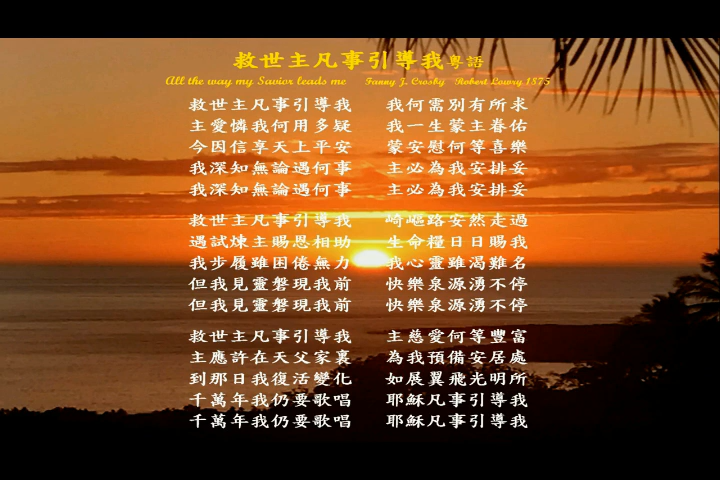 救世主凡事引導我粵語
All the way my Savior leads me Fanny J. Crosby Robert Lowry 1875
救世主凡事引導我 我何需別有所求
主愛憐我何用多疑 我一生蒙主眷佑
今因信享天上平安 蒙安慰何等喜樂
我深知無論遇何事 主必為我安排妥
我深知無論遇何事 主必為我安排妥
救世主凡事引導我 崎嶇路安然走過
遇試煉主賜恩相助 生命糧日日賜我
我步履雖困倦無力 我心靈雖渴難名
但我見靈磐現我前 快樂泉源湧不停
但我見靈磐現我前 快樂泉源湧不停
救世主凡事引導我 主慈愛何等豐富
主應許在天父家裏 為我預備安居處
到那日我復活變化 如展翼飛光明所
千萬年我仍要歌唱 耶穌凡事引導我
千萬年我仍要歌唱 耶穌凡事引導我